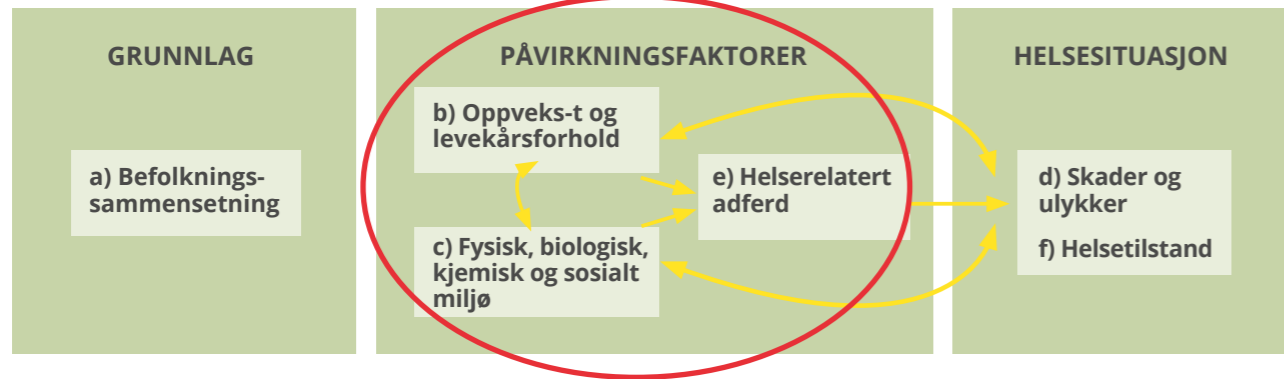 GRUNNLAG
a) Befolknings-
sammensetning
PÅVIRKNINGSFAKTORER
b) Oppveks-t og
levekårsforhold
e) Helserelatert
adferd
c) Fysisk, biologisk,
kjemisk og sosialt
miljø
HELSESITUASJON
d) Skader og
ulykker
f) Helsetilstand